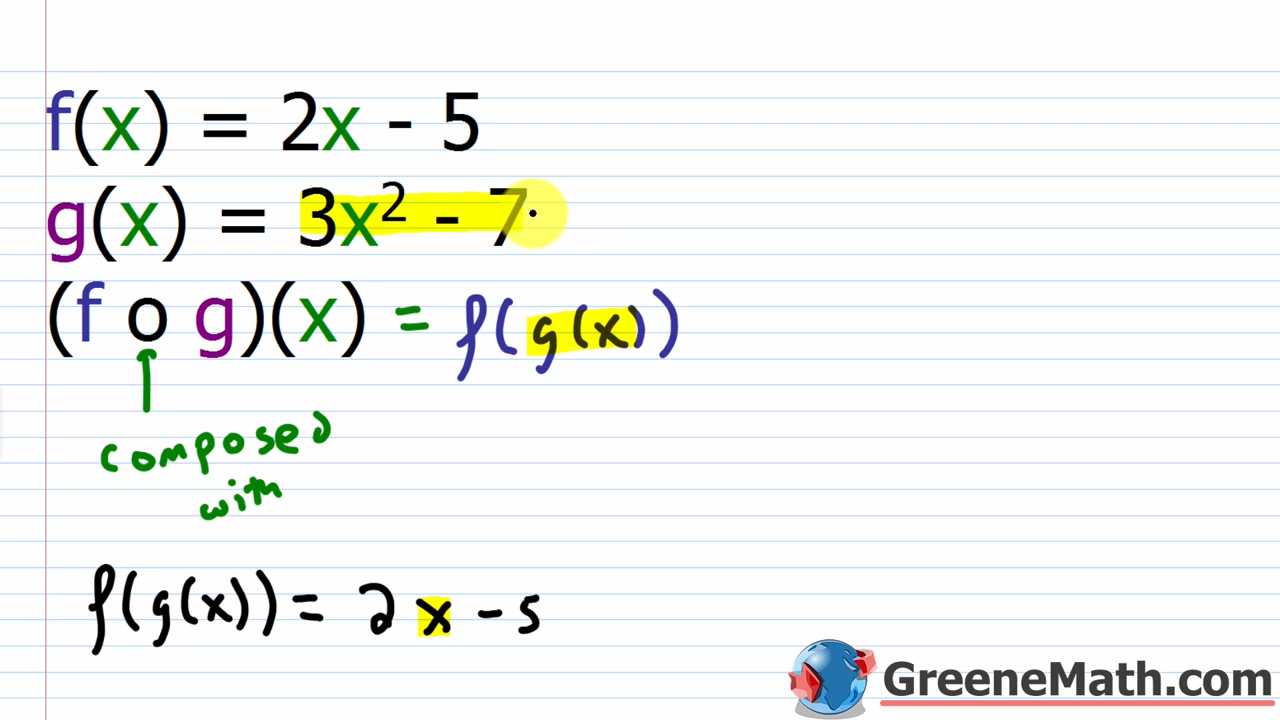 f(x) = 2x - 5
g(x) = 3x² - 7
(f o g)(x) = f(g(x))
composed
with
f(g(x)) = 2x - 5
GreeneMath.com